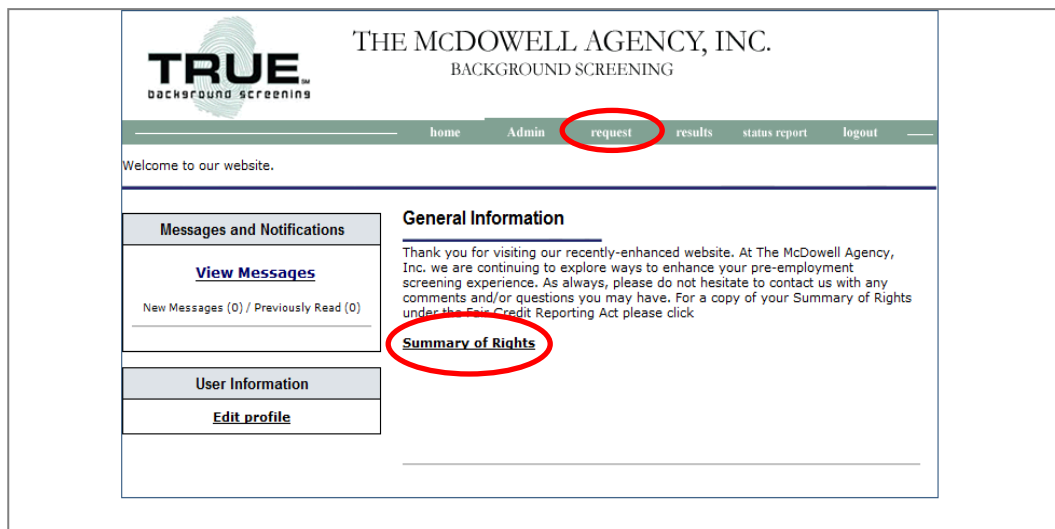 TRUE SM
background screening
THE MCDOWELL AGENCY, INC.
BACKGROUND SCREENING
home Admin request results status report logout
Welcome to our website.
Messages and Notifications
View Messages
New Messages (0) / Previously Read (0)
User Information
Edit profile
General Information
Thank you for visiting our recently-enhanced website. At The McDowell Agency,
Inc. we are continuing to explore ways to enhance your pre-employment
screening experience. As always, please do not hesitate to contact us with any
comments and/or questions you may have. For a copy of your Summary of Rights
under the Fair Credit Reporting Act please click
Summary of Rights